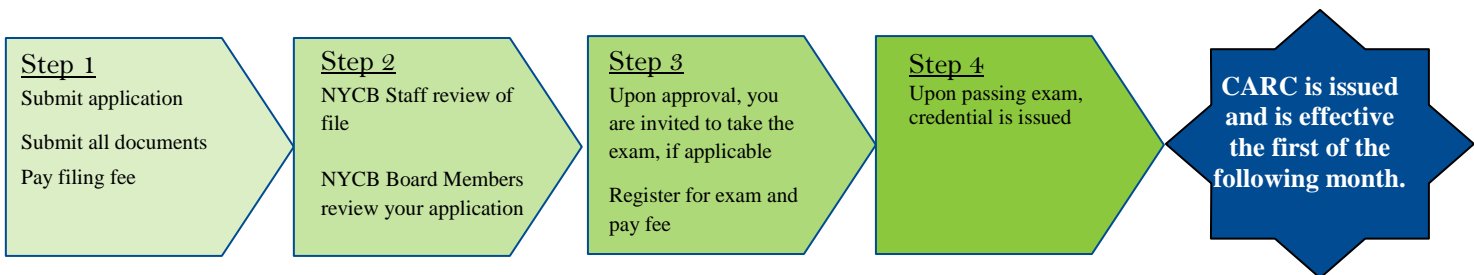 Step 1
Submit application
Submit all documents
Pay filing fee
Step 2
NYCB Staff review of
file
NYCB Board Members
review your application
Step 3
Upon approval, you
are invited to take the
exam, if applicable
Register for exam and
pay fee
Step 4
Upon passing exam,
credential is issued
CARC is issued
and is effective
the first of the
following month.